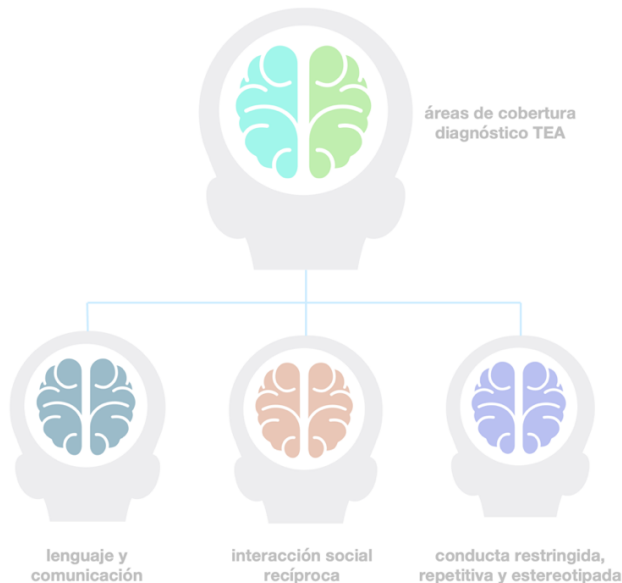 áreas de cobertura
diagnóstico TEA
lenguaje y
comunicación
interacción social
recíproca
conducta restringida,
repetitiva y estereotipada